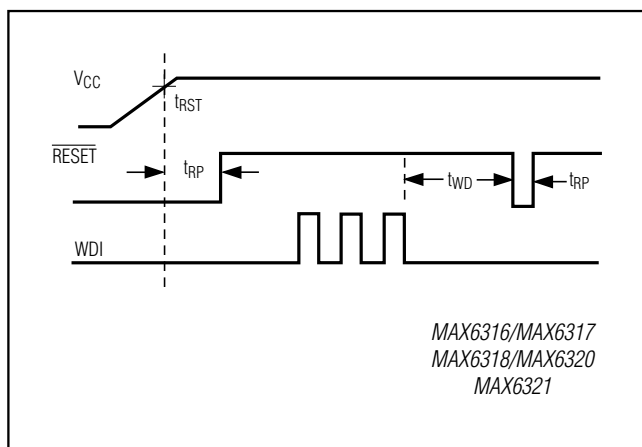 VCC
tRST
RESET
tRP
tWD
tRP
WDI
MAX6316/MAX6317
MAX6318/MAX6320
MAX6321